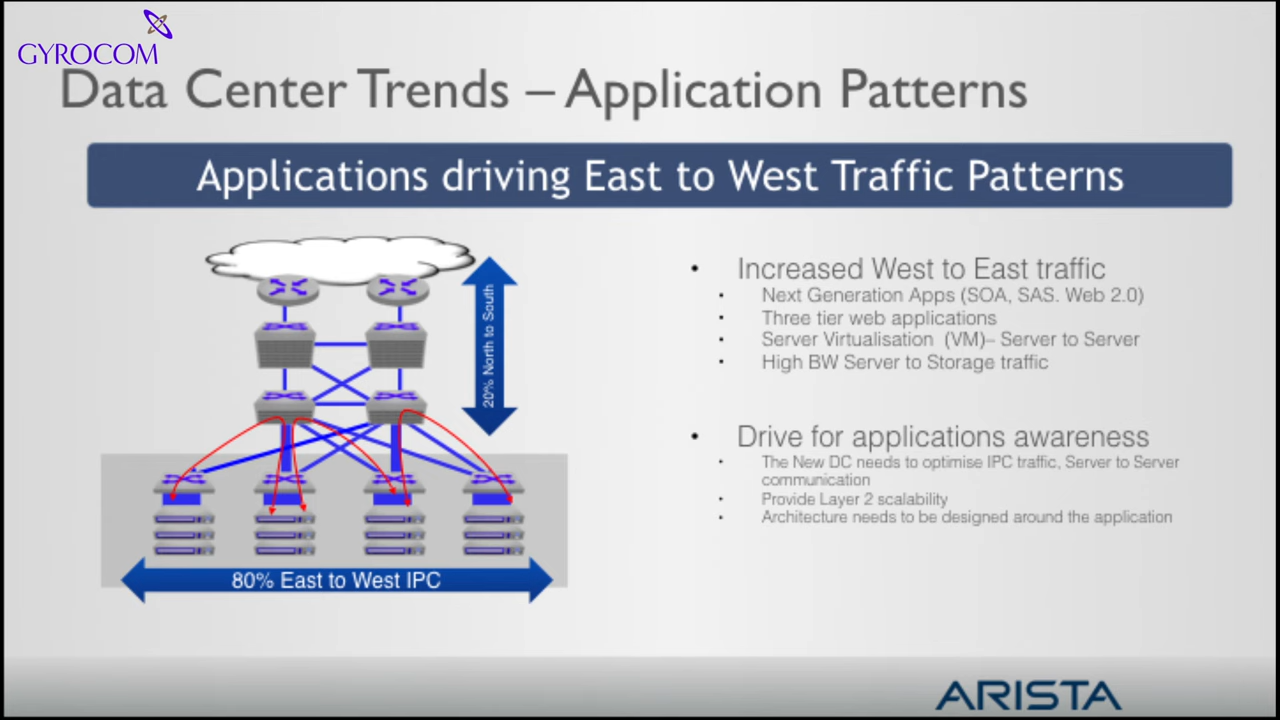 GYROCOM
Data Center Trends – Application Patterns
Applications driving East to West Traffic Patterns
20% North to South
80% East to West IPC
• Increased West to East traffic
• Next Generation Apps (SOA, SAS. Web 2.0)
• Three tier web applications
• Server Virtualisation (VM)– Server to Server
• High BW Server to Storage traffic
• Drive for applications awareness
• The New DC needs to optimise IPC traffic, Server to Server
communication
• Provide Layer 2 scalability
• Architecture needs to be designed around the application
ARISTA